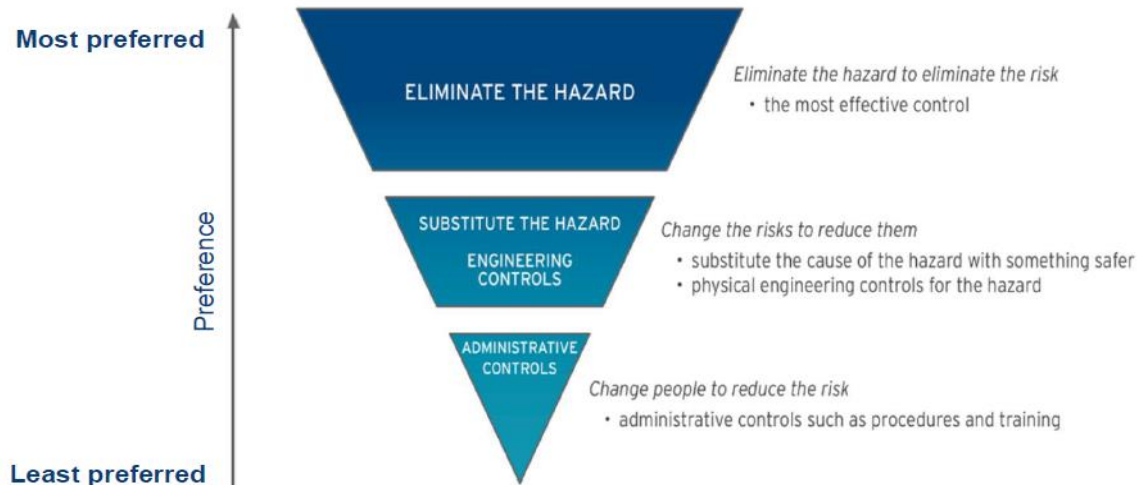 Most preferred
ELIMINATE THE HAZARD
Eliminate the hazard to eliminate the risk
• the most effective control
Preference
SUBSTITUTE THE HAZARD
ENGINEERING
CONTROLS
Change the risks to reduce them
• substitute the cause of the hazard with something safer
• physical engineering controls for the hazard
ADMINISTRATIVE
CONTROLS
Change people to reduce the risk
• administrative controls such as procedures and training
Least preferred